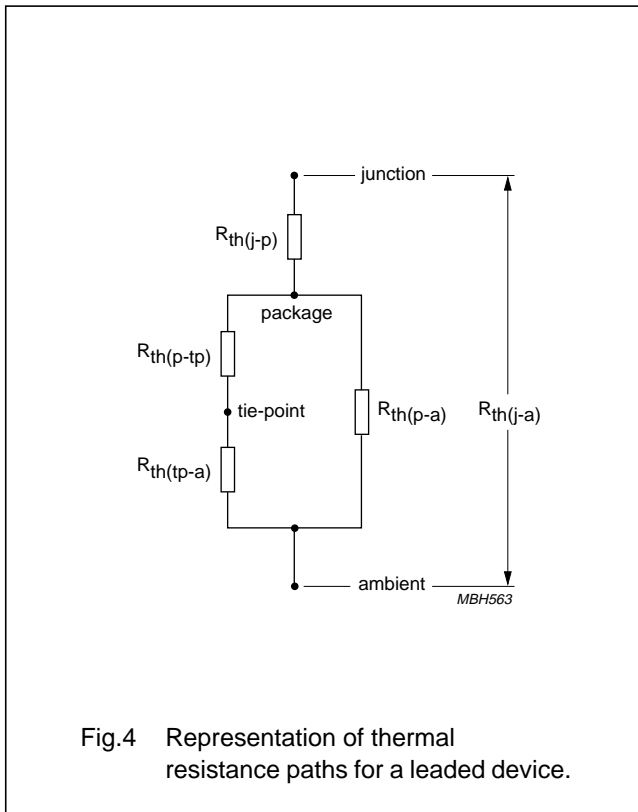 junction
Rth(j-p)
package
Rth(p-tp)
tie-point
Rth(p-a)
Rth(j-a)
Rth(tp-a)
ambient
MBH563
Fig.4 Representation of thermal
resistance paths for a leaded device.